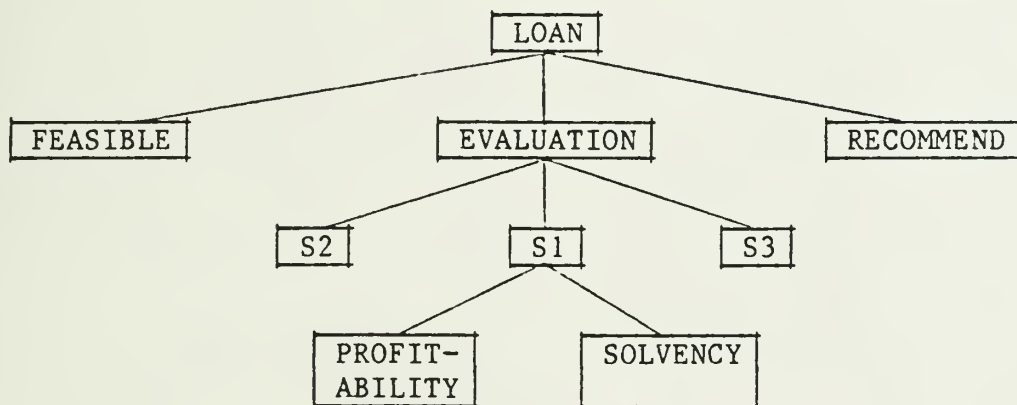 LOAN
FEASIBLE
EVALUATION
RECOMMEND
S2
S1
S3
PROFIT-
ABILITY
SOLVENCY